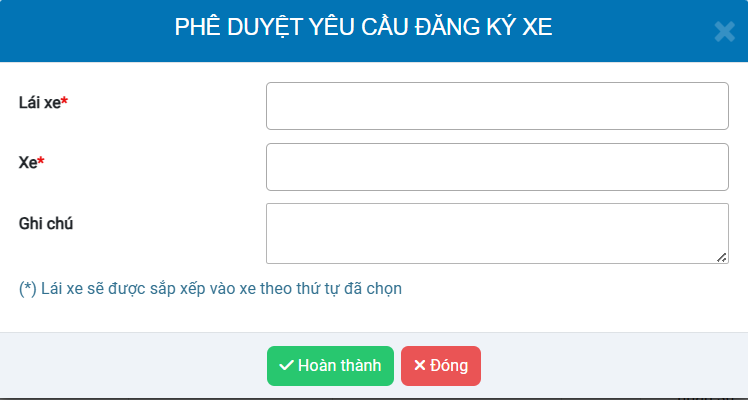 PHÊ DUYỆT YÊU CẦU ĐĂNG KÝ XE
Lái xe*
Xe*
Ghi chú
(*) Lái xe sẽ được sắp xếp vào xe theo thứ tự đã chọn
Hoàn thành
Đóng